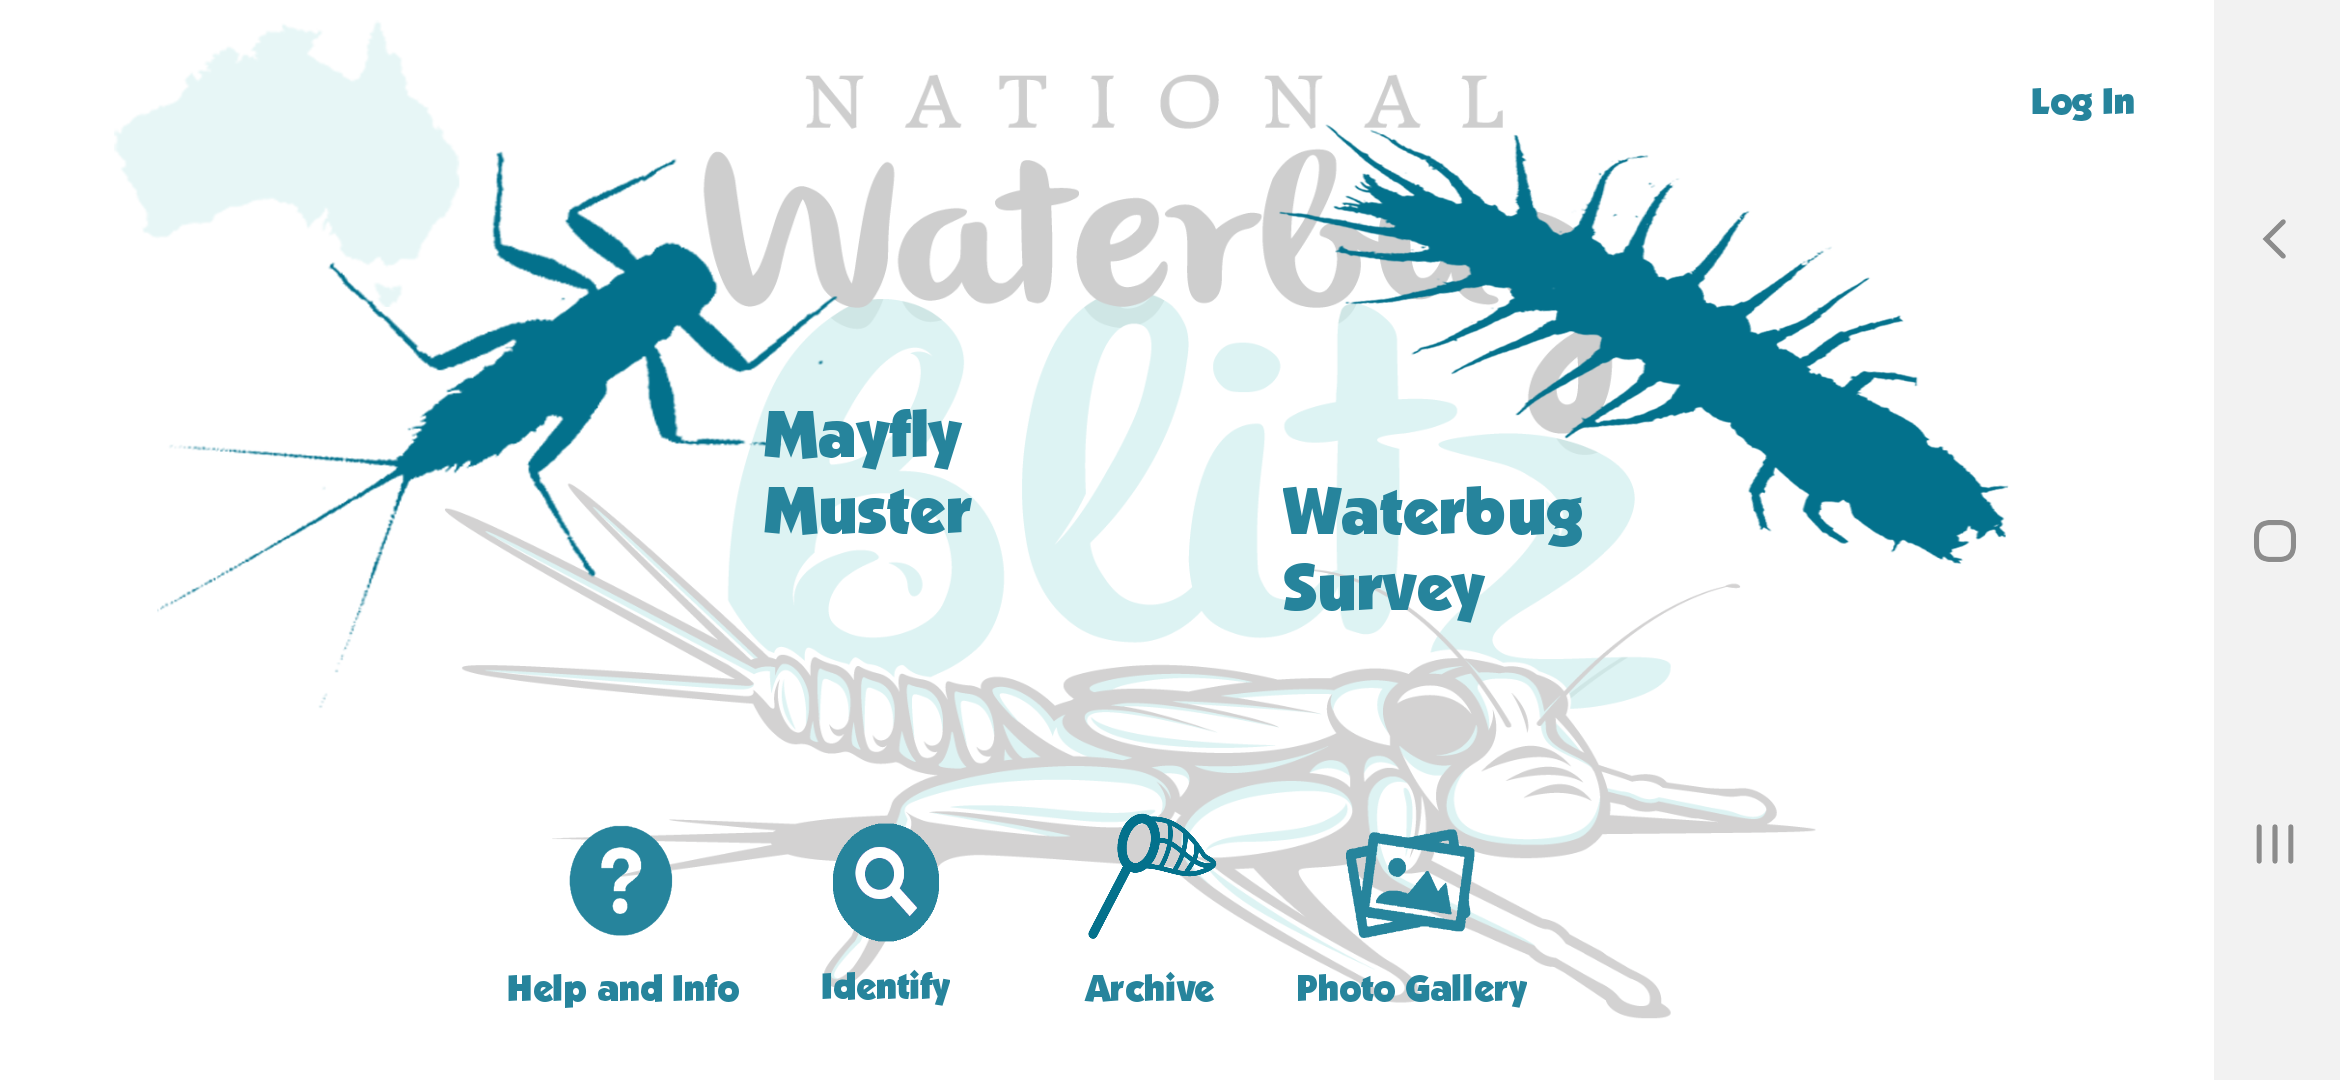 NATIONAL
Log In
Waterbug
Blitz
Mayfly
Muster
Waterbug
Survey
?
Help and Info
Identify
Archive
Photo Gallery